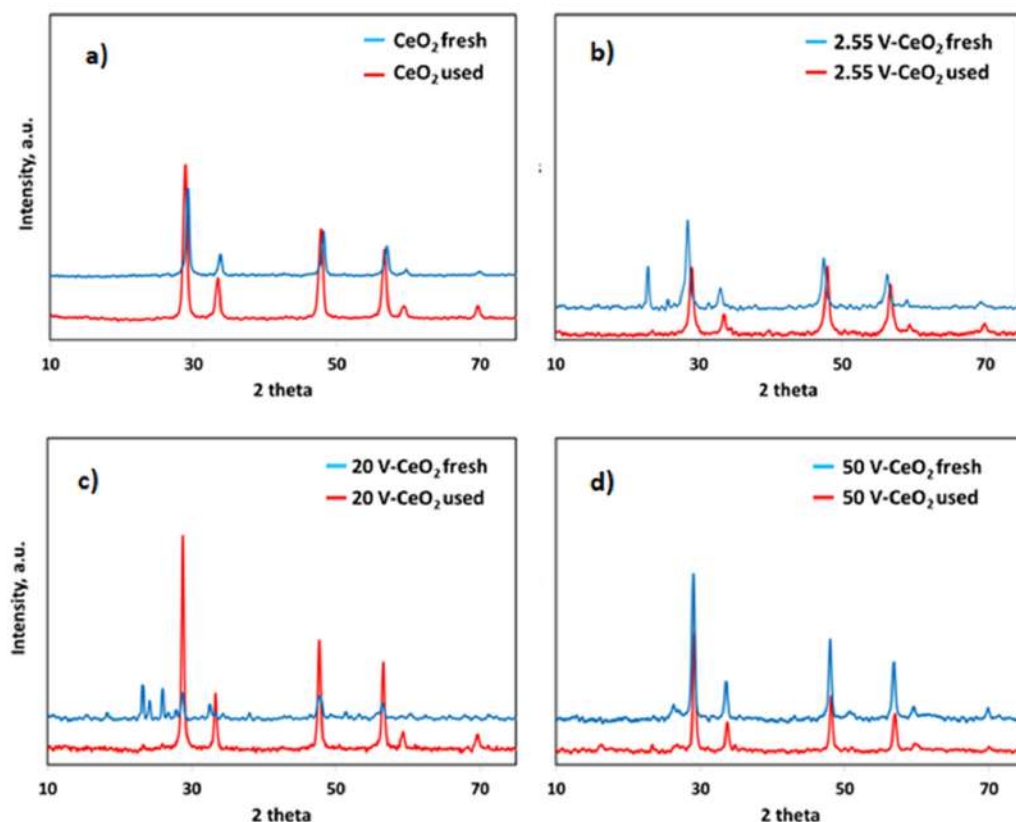 a)
CeO₂ fresh
CeO₂ used
Intensity, a.u.
10 30 50 70
2 theta
b)
2.55 V-CeO₂ fresh
2.55 V-CeO₂ used
;
10 30 50 70
2 theta
c)
20 V-CeO₂ fresh
20 V-CeO₂ used
Intensity, a.u.
10 30 50 70
2 theta
d)
50 V-CeO₂ fresh
50 V-CeO₂ used
10 30 50 70
2 theta